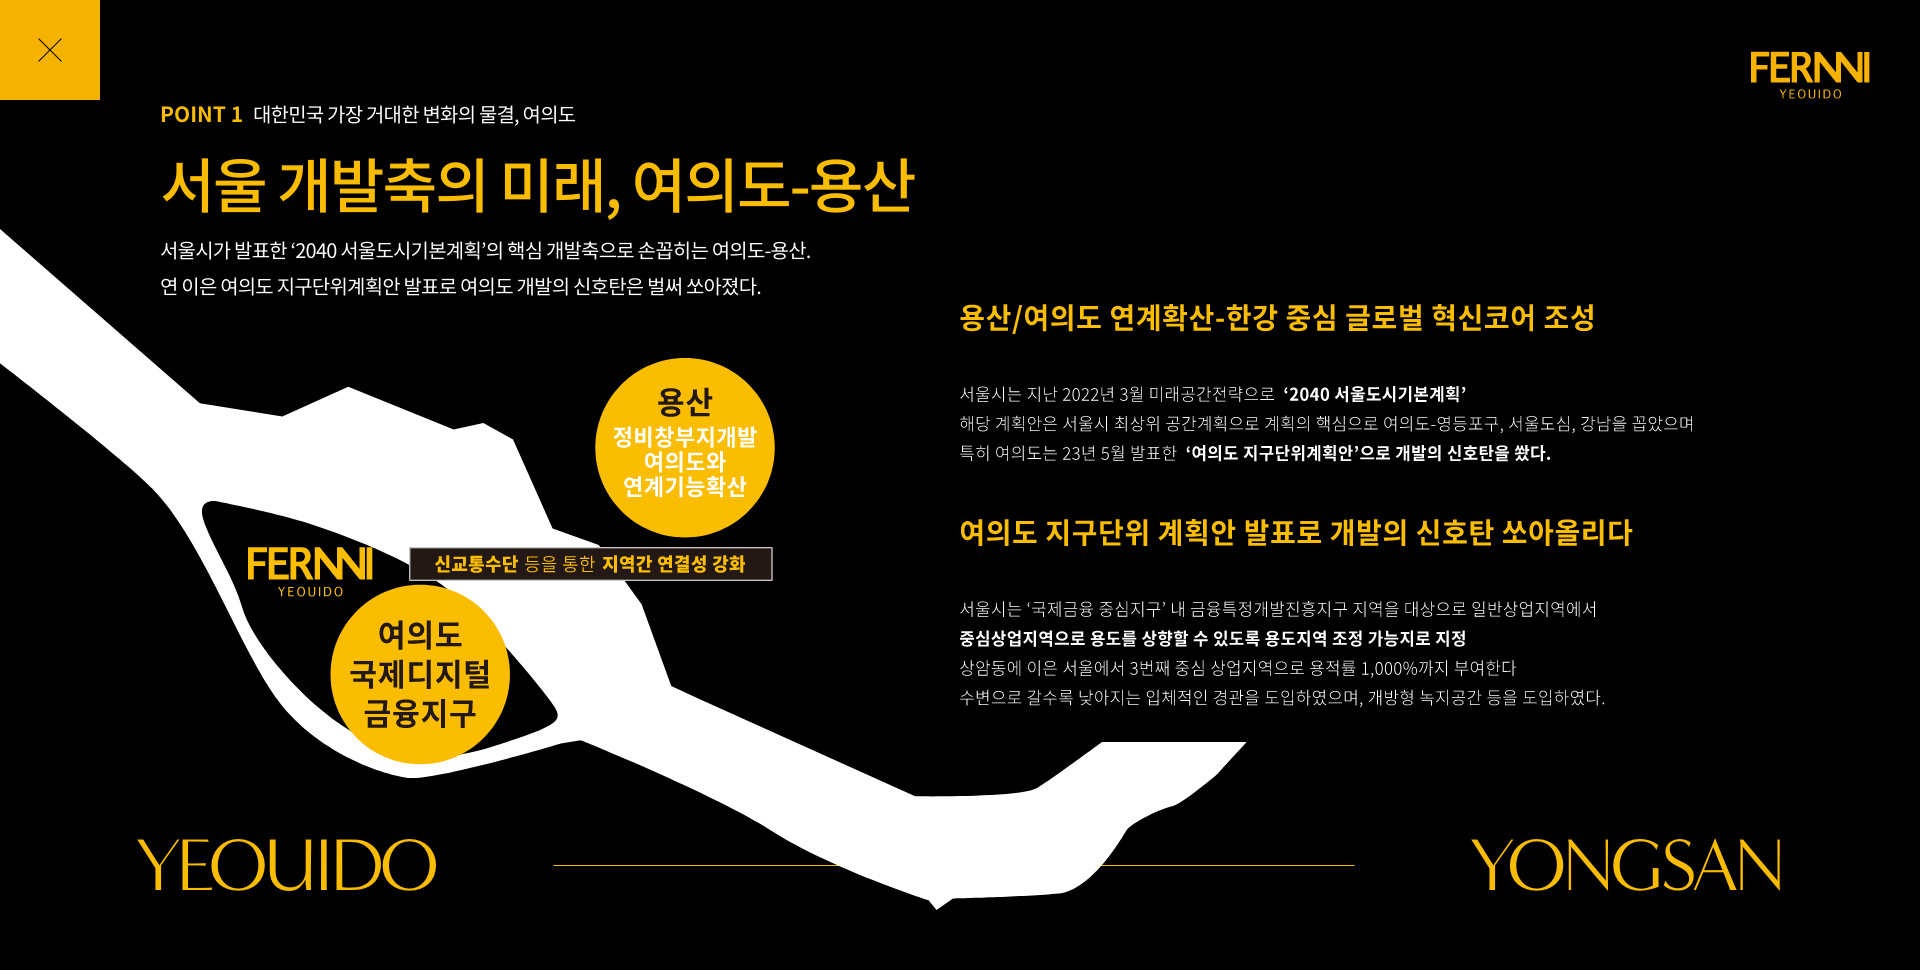 FERNNI
YEOUIDO
POINT 1 대한민국 가장 거대한 변화의 물결, 여의도
서울 개발축의 미래, 여의도-용산
서울시가 발표한 ‘2040 서울도시기본계획’의 핵심 개발축으로 손꼽히는 여의도-용산.
연 이은 여의도 지구단위계획안 발표로 여의도 개발의 신호탄은 벌써 쏘아졌다.
용산
정비창부지개발
여의도와
연계기능확산
FERNNI
YEOUIDO
신교통수단 등을 통한 지역간 연결성 강화
여의도
국제디지털
금융지구
용산/여의도 연계확산-한강 중심 글로벌 혁신코어 조성
서울시는 지난 2022년 3월 미래공간전략으로 ‘2040 서울도시기본계획’
해당 계획안은 서울시 최상위 공간계획으로 계획의 핵심으로 여의도-영등포구, 서울도심, 강남을 꼽았으며
특히 여의도는 23년 5월 발표한 ‘여의도 지구단위계획안’으로 개발의 신호탄을 쐈다.
여의도 지구단위 계획안 발표로 개발의 신호탄 쏘아올리다
서울시는 ‘국제금융 중심지구’ 내 금융특정개발진흥지구 지역을 대상으로 일반상업지역에서
중심상업지역으로 용도를 상향할 수 있도록 용도지역 조정 가능지로 지정
상암동에 이은 서울에서 3번째 중심 상업지역으로 용적률 1,000%까지 부여한다
수변으로 갈수록 낮아지는 입체적인 경관을 도입하였으며, 개방형 녹지공간 등을 도입하였다.
YEOUIDO
YONGSAN